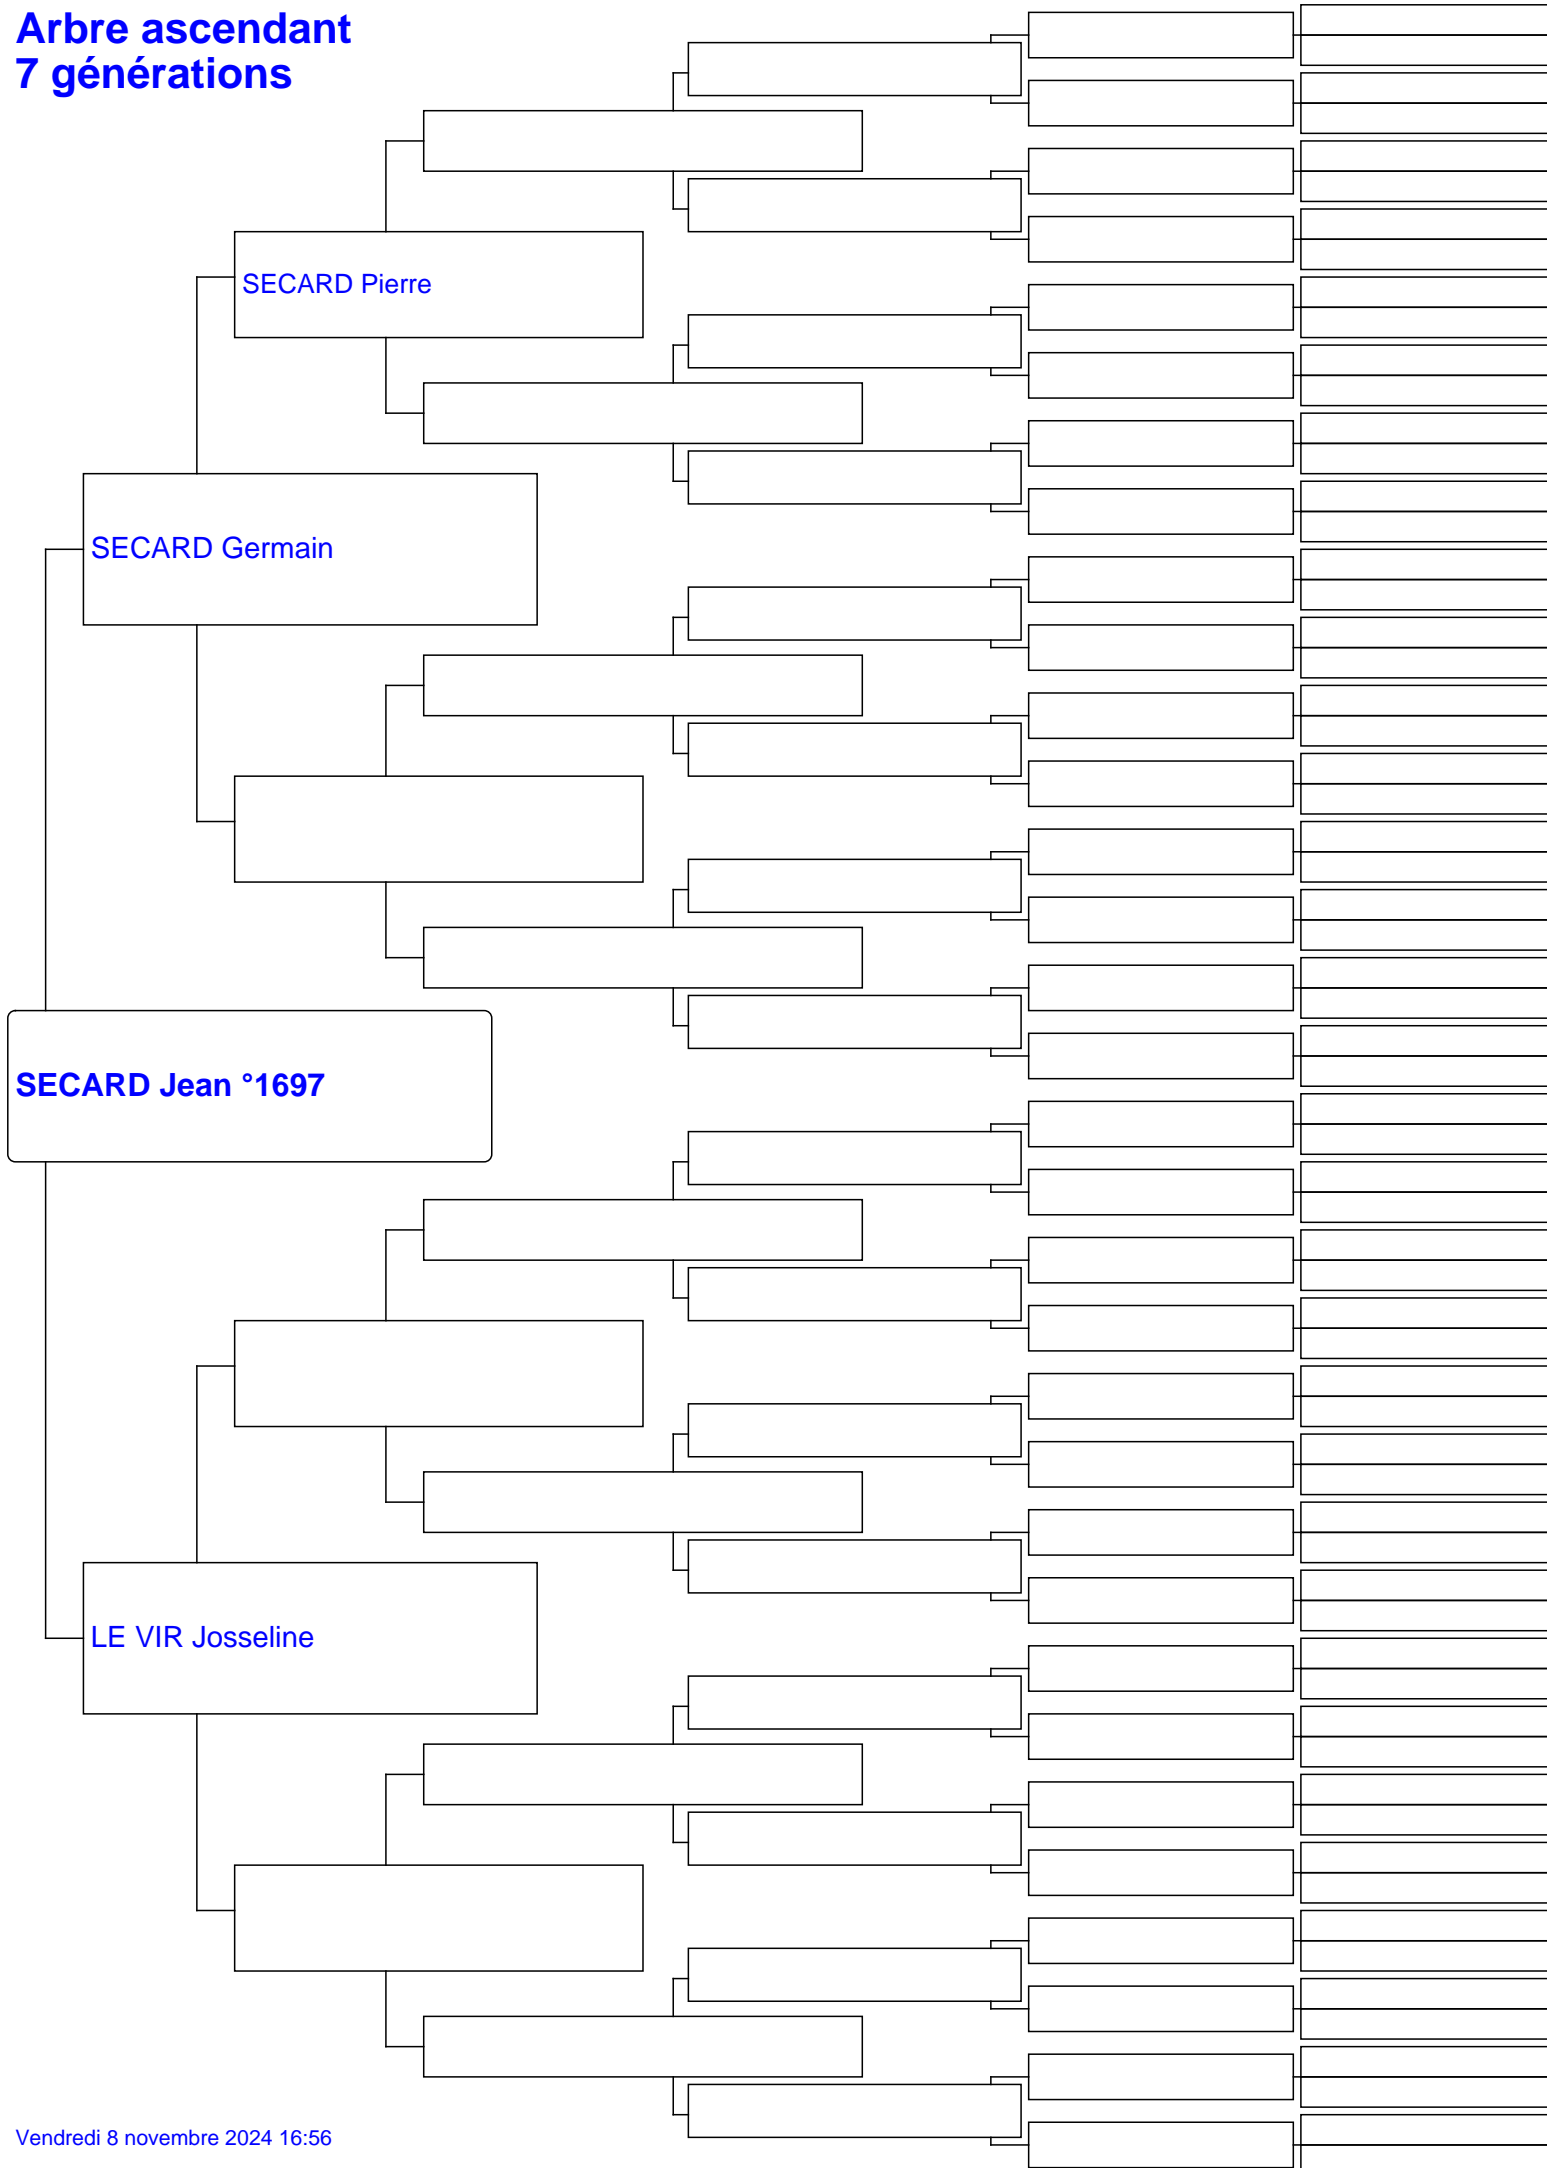 Arbre ascendant
7 générations
SECARD Pierre
SECARD Germain
SECARD Jean °1697
LE VIR Josseline
Vendredi 8 novembre 2024 16:56